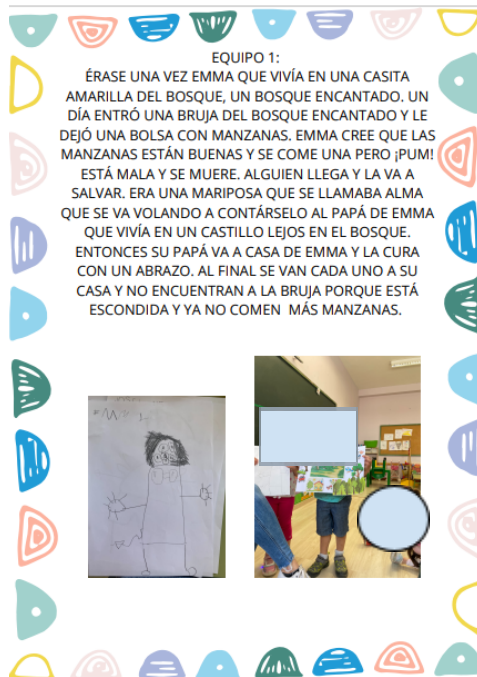 EQUIPO 1:
ÉRASE UNA VEZ EMMA QUE VIVÍA EN UNA CASITA
AMARILLA DEL BOSQUE, UN BOSQUE ENCANTADO. UN
DÍA ENTRÓ UNA BRUJA DEL BOSQUE ENCANTADO Y LE
DEJÓ UNA BOLSA CON MANZANAS. EMMA CREE QUE LAS
MANZANAS ESTÁN BUENAS Y SE COME UNA PERO ¡PUM!
ESTÁ MALA Y SE MUERE. ALGUIEN LLEGA Y LA VA A
SALVAR. ERA UNA MARIPOSA QUE SE LLAMABA ALMA
QUE SE VA VOLANDO A CONTÁRSELO AL PAPÁ DE EMMA
QUE VIVÍA EN UN CASTILLO LEJOS EN EL BOSQUE.
ENTONCES SU PAPÁ VA A CASA DE EMMA Y LA CURA
CON UN ABRAZO. AL FINAL SE VAN CADA UNO A SU
CASA Y NO ENCUENTRAN A LA BRUJA PORQUE ESTÁ
ESCONDIDA Y YA NO COMEN MÁS MANZANAS.